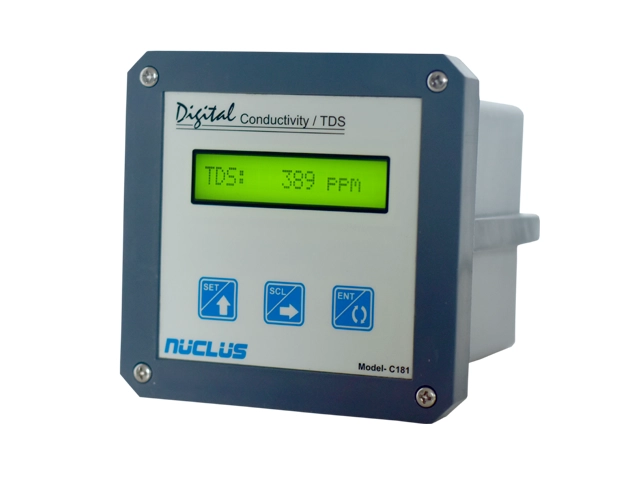 Digital Conductivity / TDS
TDS: 389 ppm
SET
SCL
ENT
NUCLUS
Model- C181